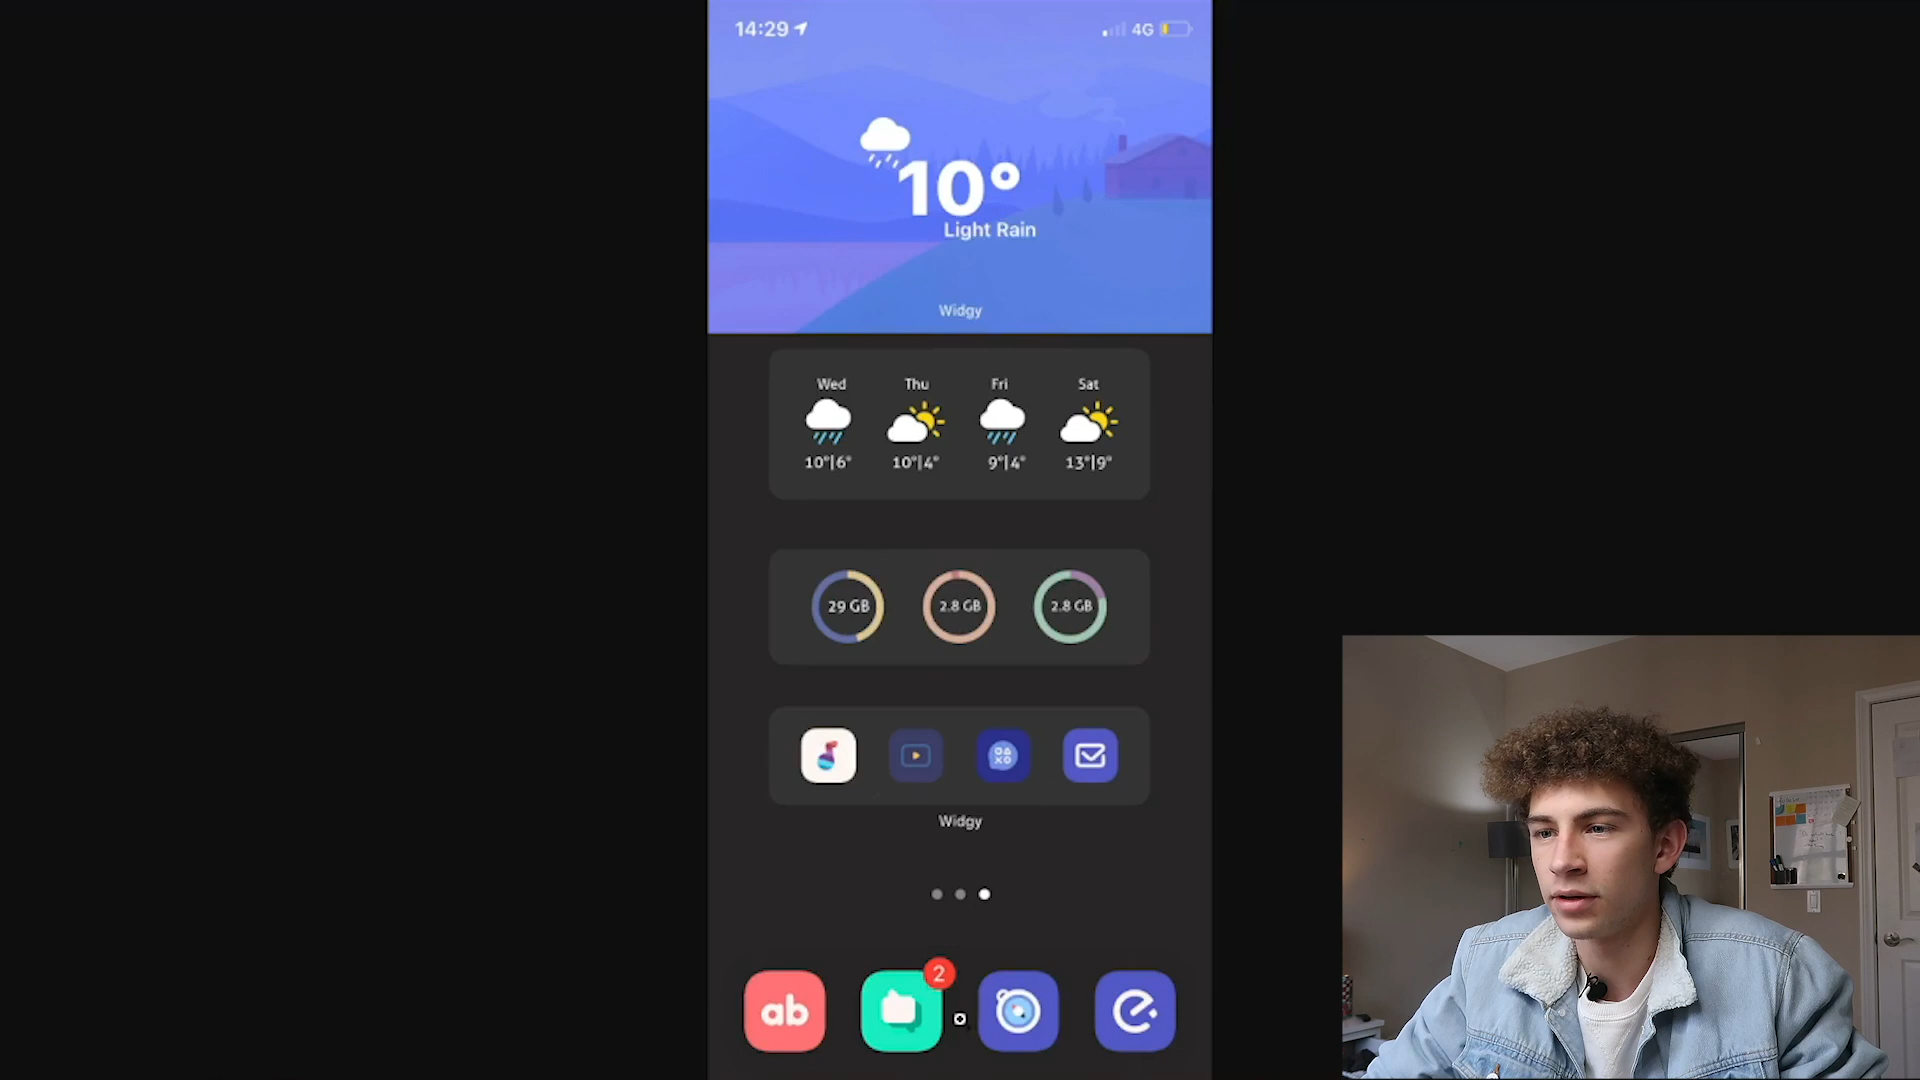 14:29
4G
10°
Light Rain
Widgy
Wed Thu Fri Sat
10°|6° 10°|4° 9°|4° 13°|9°
29 GB 2.8 GB 2.8 GB
Widgy
2
ab